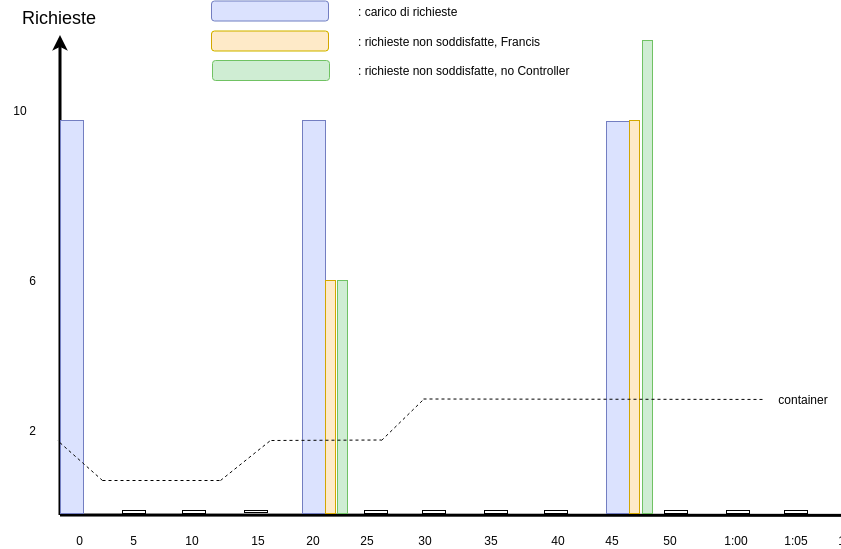 Richieste
: carico di richieste
: richieste non soddisfatte, Francis
: richieste non soddisfatte, no Controller
10
6
2
container
0 5 10 15 20 25 30 35 40 45 50 1:00 1:05